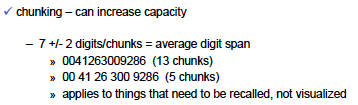 ✓ chunking – can increase capacity
– 7 +/- 2 digits/chunks = average digit span
» 0041263009286 (13 chunks)
» 00 41 26 300 9286 (5 chunks)
» applies to things that need to be recalled, not visualized